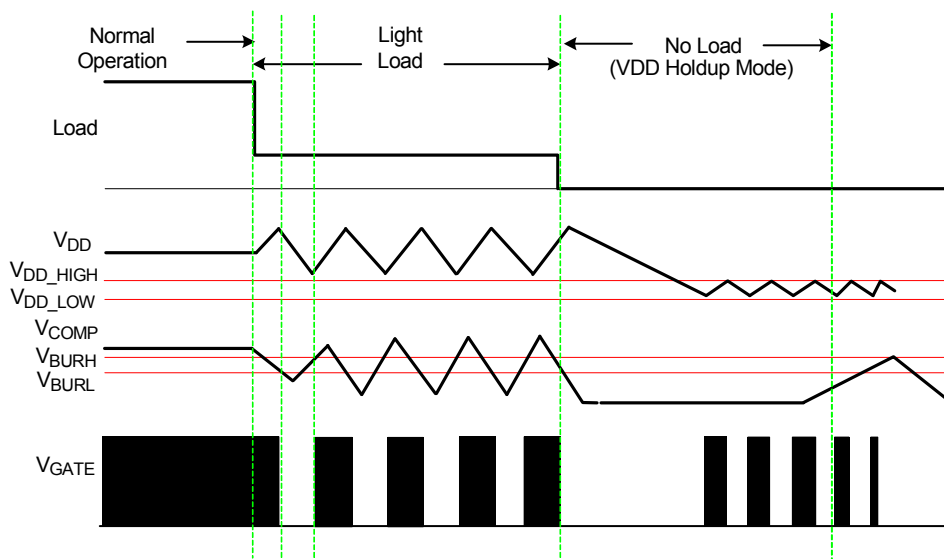 Normal
Operation
Light
Load
No Load
(VDD Holdup Mode)
Load
VDD
VDD_HIGH
VDD_LOW
VCOMP
VBURH
VBURL
VGATE